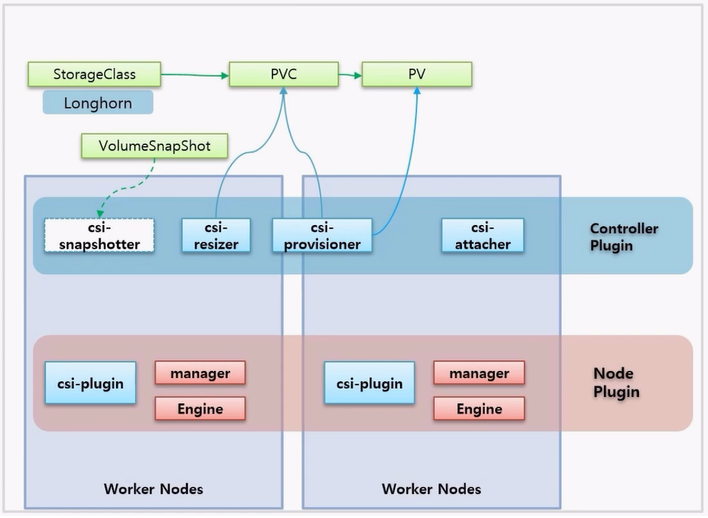 StorageClass
PVC
PV
Longhorn
VolumeSnapShot
csi-
snapshotter
csi-
resizer
csi-
provisioner
csi-
attacher
Controller
Plugin
csi-plugin
manager
Engine
csi-plugin
manager
Engine
Node
Plugin
Worker Nodes
Worker Nodes